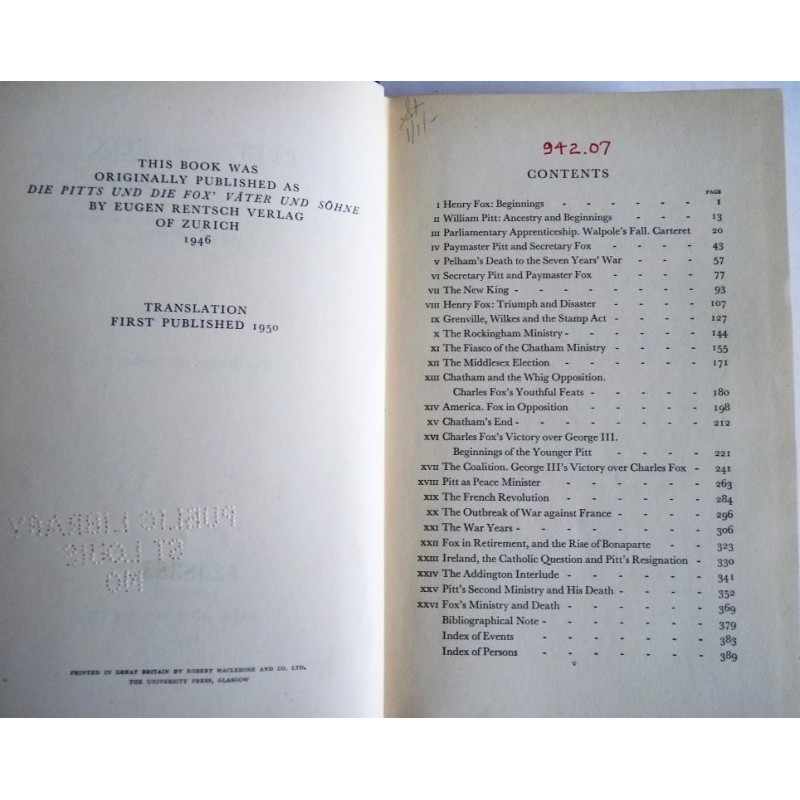 THIS BOOK WAS
ORIGINALLY PUBLISHED AS
DIE PITTS UND DIE FOX' VÄTER UND SÖHNE
BY EUGEN RENTSCH VERLAG
OF ZURICH
1946
TRANSLATION
FIRST PUBLISHED 1950
PUBLIC LIBRARY
ST. LOUIS
MO
PRINTED IN GREAT BRITAIN BY ROBERT MACLEHOSE AND CO. LTD.
THE UNIVERSITY PRESS, GLASGOW
1/1/-
942.07
CONTENTS
PAGE
I Henry Fox: Beginnings - - - - - - 1
II William Pitt: Ancestry and Beginnings - - - - 13
III Parliamentary Apprenticeship. Walpole's Fall. Carteret 20
IV Paymaster Pitt and Secretary Fox - - - - 43
V Pelham's Death to the Seven Years' War - - - 57
VI Secretary Pitt and Paymaster Fox - - - - 77
VII The New King - - - - - - - 93
VIII Henry Fox: Triumph and Disaster - - - - 107
IX Grenville, Wilkes and the Stamp Act - - - - 127
X The Rockingham Ministry - - - - - - 144
XI The Fiasco of the Chatham Ministry - - - - 155
XII The Middlesex Election - - - - - - 171
XIII Chatham and the Whig Opposition.
Charles Fox's Youthful Feats - - - - - 180
XIV America. Fox in Opposition - - - - - 198
XV Chatham's End - - - - - - - 212
XVI Charles Fox's Victory over George III.
Beginnings of the Younger Pitt - - - - 221
XVII The Coalition. George III's Victory over Charles Fox - 241
XVIII Pitt as Peace Minister - - - - - - 263
XIX The French Revolution - - - - - - 284
XX The Outbreak of War against France - - - - 296
XXI The War Years - - - - - - - 306
XXII Fox in Retirement, and the Rise of Bonaparte - - 323
XXIII Ireland, the Catholic Question and Pitt's Resignation - 330
XXIV The Addington Interlude - - - - - - 341
XXV Pitt's Second Ministry and His Death - - - - 352
XXVI Fox's Ministry and Death - - - - - - 369
Bibliographical Note - - - - - - - 379
Index of Events - - - - - - - 383
Index of Persons - - - - - - - 389
v